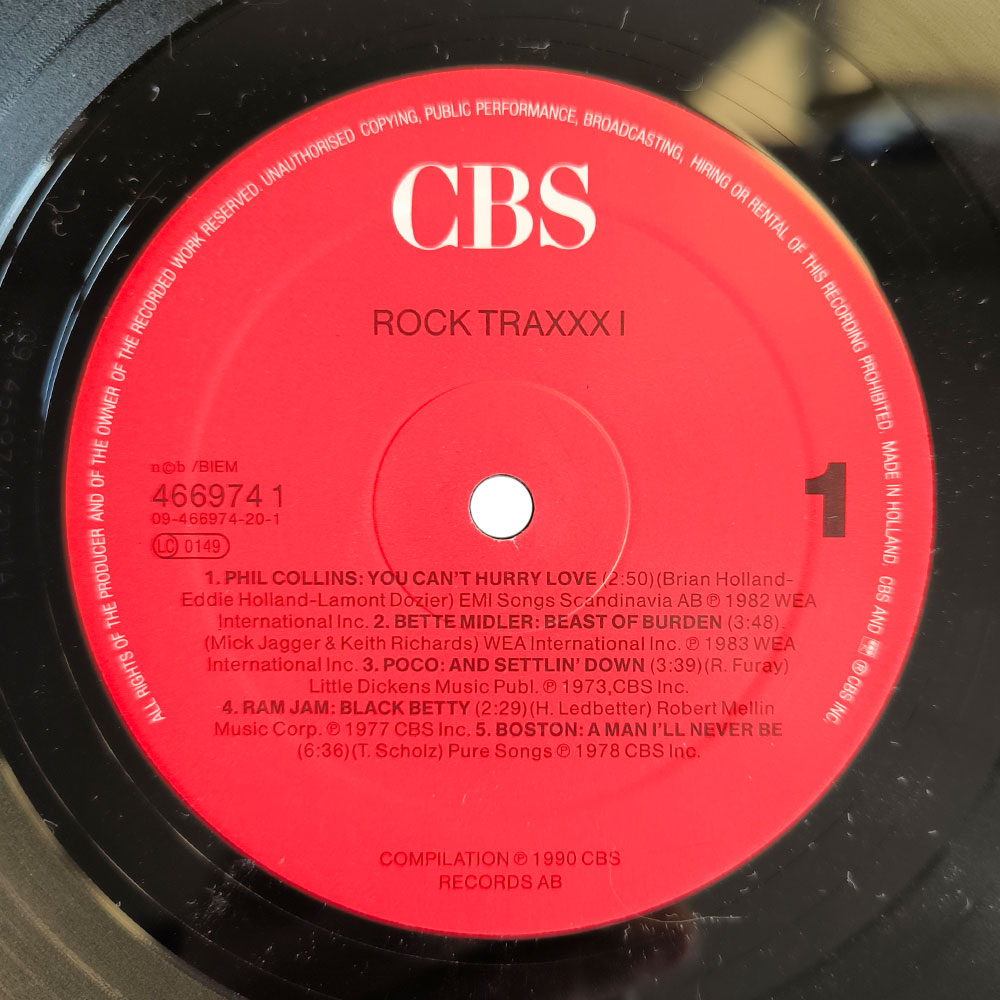 ALL RIGHTS OF THE PRODUCER AND OF THE OWNER OF THE RECORDED WORK RESERVED. UNAUTHORISED COPYING, PUBLIC PERFORMANCE, BROADCASTING, HIRING OR RENTAL OF THIS RECORDING PROHIBITED. MADE IN HOLLAND. CBS AND ® CBS INC.
CBS
ROCK TRAXXX I
n©b /BIEM
466974 1
09-466974-20-1
LC 0149
1
1. PHIL COLLINS: YOU CAN'T HURRY LOVE (2:50)(Brian Holland-
Eddie Holland-Lamont Dozier) EMI Songs Scandinavia AB ℗ 1982 WEA
International Inc. 2. BETTE MIDLER: BEAST OF BURDEN (3:48)
(Mick Jagger & Keith Richards) WEA International Inc. ℗ 1983 WEA
International Inc. 3. POCO: AND SETTLIN' DOWN (3:39)(R. Furay)
Little Dickens Music Publ. ℗ 1973,CBS Inc.
4. RAM JAM: BLACK BETTY (2:29)(H. Ledbetter) Robert Mellin
Music Corp. ℗ 1977 CBS Inc. 5. BOSTON: A MAN I'LL NEVER BE
(6:36)(T. Scholz) Pure Songs ℗ 1978 CBS Inc.
COMPILATION ℗ 1990 CBS
RECORDS AB